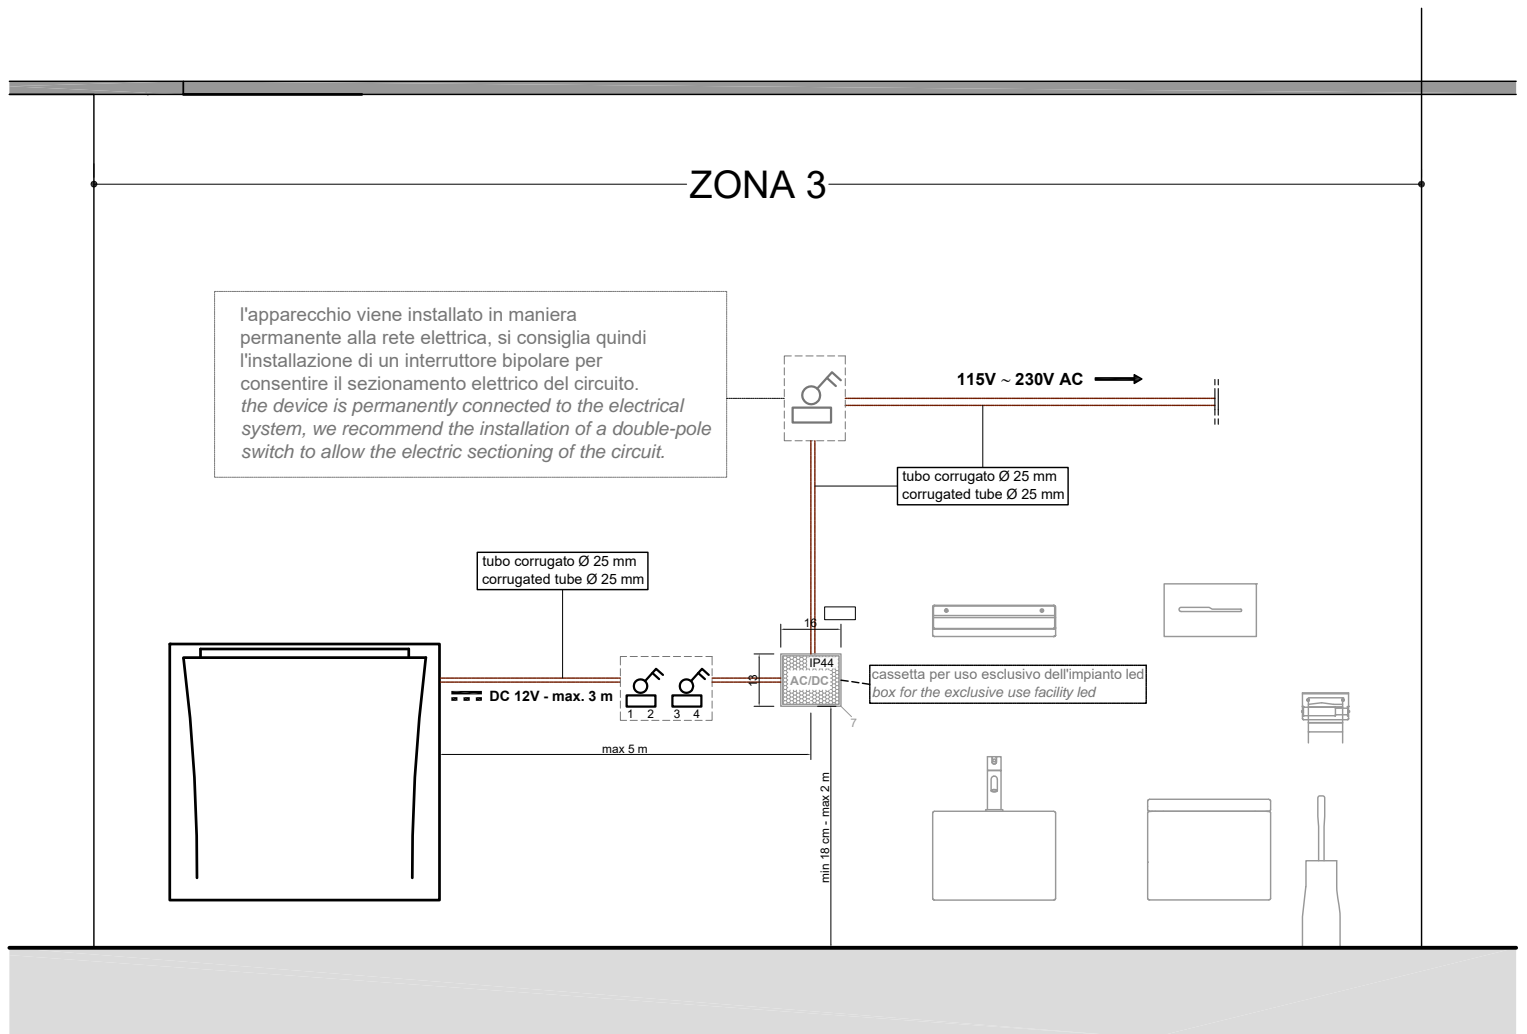 ZONA 3
l'apparecchio viene installato in maniera
permanente alla rete elettrica, si consiglia quindi
l'installazione di un interruttore bipolare per
consentire il sezionamento elettrico del circuito.
the device is permanently connected to the electrical
system, we recommend the installation of a double-pole
switch to allow the electric sectioning of the circuit.
115V ~ 230V AC
tubo corrugato Ø 25 mm
corrugated tube Ø 25 mm
tubo corrugato Ø 25 mm
corrugated tube Ø 25 mm
16
IP44
13
AC/DC
cassetta per uso esclusivo dell'impianto led
box for the exclusive use facility led
DC 12V - max. 3 m
1 2 3 4
7
max 5 m
min 18 cm - max 2 m